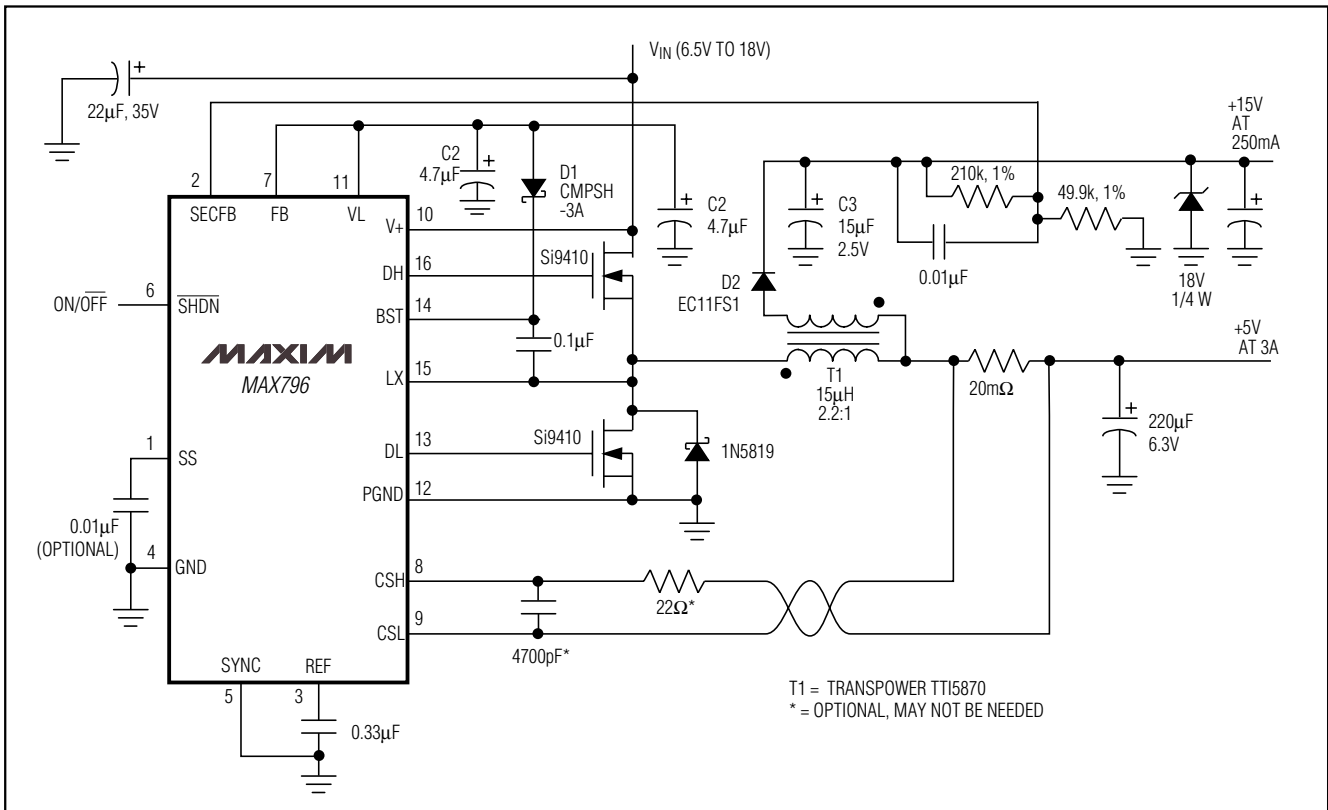 VIN (6.5V TO 18V)
22µF, 35V
+15V
AT
250mA
C2
4.7µF
D1
CMPSH
-3A
C2
4.7µF
C3
15µF
2.5V
210k, 1%
49.9k, 1%
0.01µF
18V
1/4 W
D2
EC11FS1
2
7
11
SECFB
FB
VL
V+
10
DH
16
Si9410
BST
14
0.1µF
LX
15
ON/OFF
6
SHDN
MAXIM
MAX796
T1
15µH
2.2:1
20mΩ
+5V
AT 3A
220µF
6.3V
Si9410
DL
13
1N5819
PGND
12
1
SS
0.01µF
(OPTIONAL)
4
GND
CSH
8
22Ω*
CSL
9
4700pF*
SYNC
REF
5
3
0.33µF
T1 = TRANSPOWER TTI5870
* = OPTIONAL, MAY NOT BE NEEDED